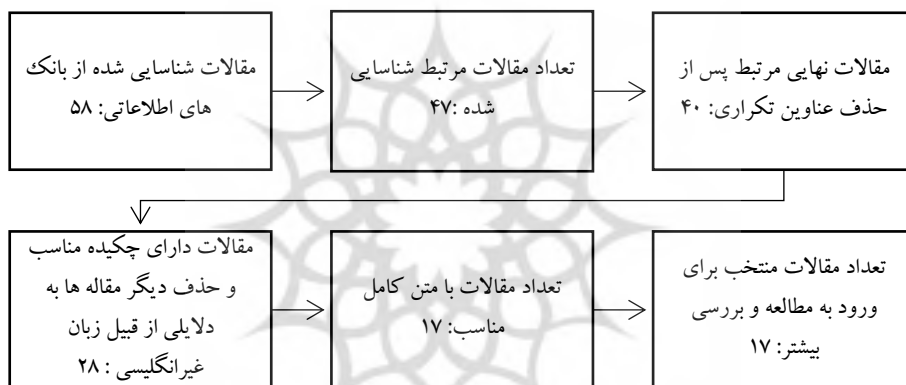 مقالات شناسایی شده از بانک
های اطلاعاتی: ۵۸
تعداد مقالات مرتبط شناسایی
شده :۴۷
مقالات نهایی مرتبط پس از
حذف عناوین تکراری: ۴۰
مقالات دارای چکیده مناسب
و حذف دیگر مقاله ها به
دلایلی از قبیل زبان
غیرانگلیسی : ۲۸
تعداد مقالات با متن کامل
مناسب: ۱۷
تعداد مقالات منتخب برای
ورود به مطالعه و بررسی
بیشتر: ۱۷